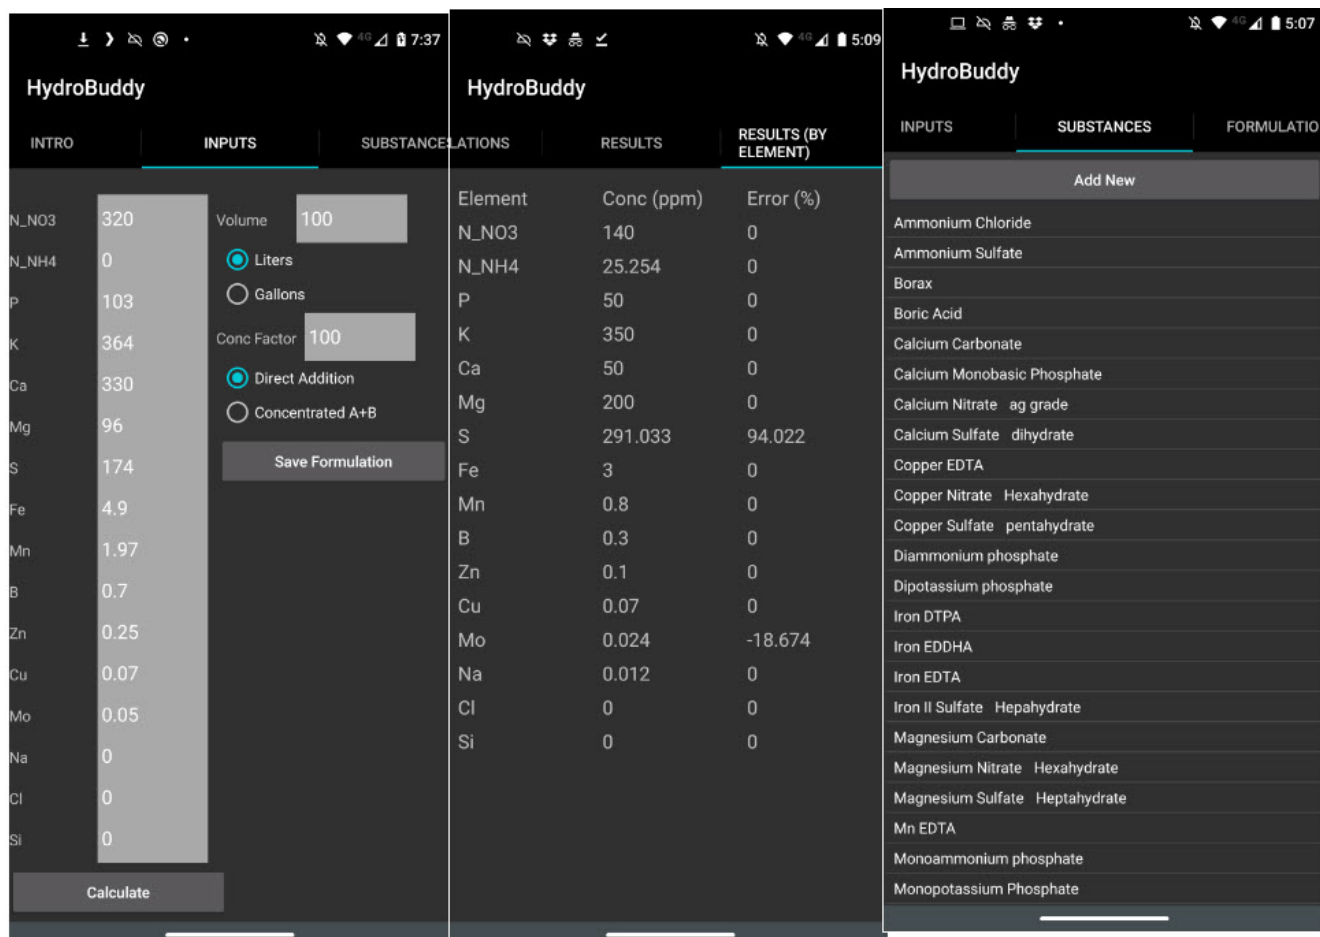 7:37
HydroBuddy
INTRO INPUTS SUBSTANCE
N_NO3 320 Volume 100
N_NH4 0 Liters
P 103 Gallons
K 364 Conc Factor 100
Ca 330 Direct Addition
Mg 96 Concentrated A+B
S 174 Save Formulation
Fe 4.9
Mn 1.97
B 0.7
Zn 0.25
Cu 0.07
Mo 0.05
Na 0
Cl 0
Si 0
Calculate
4G 5:09
HydroBuddy
LATIONS RESULTS RESULTS (BY
ELEMENT)
Element Conc (ppm) Error (%)
N_NO3 140 0
N_NH4 25.254 0
P 50 0
K 350 0
Ca 50 0
Mg 200 0
S 291.033 94.022
Fe 3 0
Mn 0.8 0
B 0.3 0
Zn 0.1 0
Cu 0.07 0
Mo 0.024 -18.674
Na 0.012 0
Cl 0 0
Si 0 0
4G 5:07
HydroBuddy
INPUTS SUBSTANCES FORMULATIO
Add New
Ammonium Chloride
Ammonium Sulfate
Borax
Boric Acid
Calcium Carbonate
Calcium Monobasic Phosphate
Calcium Nitrate ag grade
Calcium Sulfate dihydrate
Copper EDTA
Copper Nitrate Hexahydrate
Copper Sulfate pentahydrate
Diammonium phosphate
Dipotassium phosphate
Iron DTPA
Iron EDDHA
Iron EDTA
Iron II Sulfate Hepahydrate
Magnesium Carbonate
Magnesium Nitrate Hexahydrate
Magnesium Sulfate Heptahydrate
Mn EDTA
Monoammonium phosphate
Monopotassium Phosphate